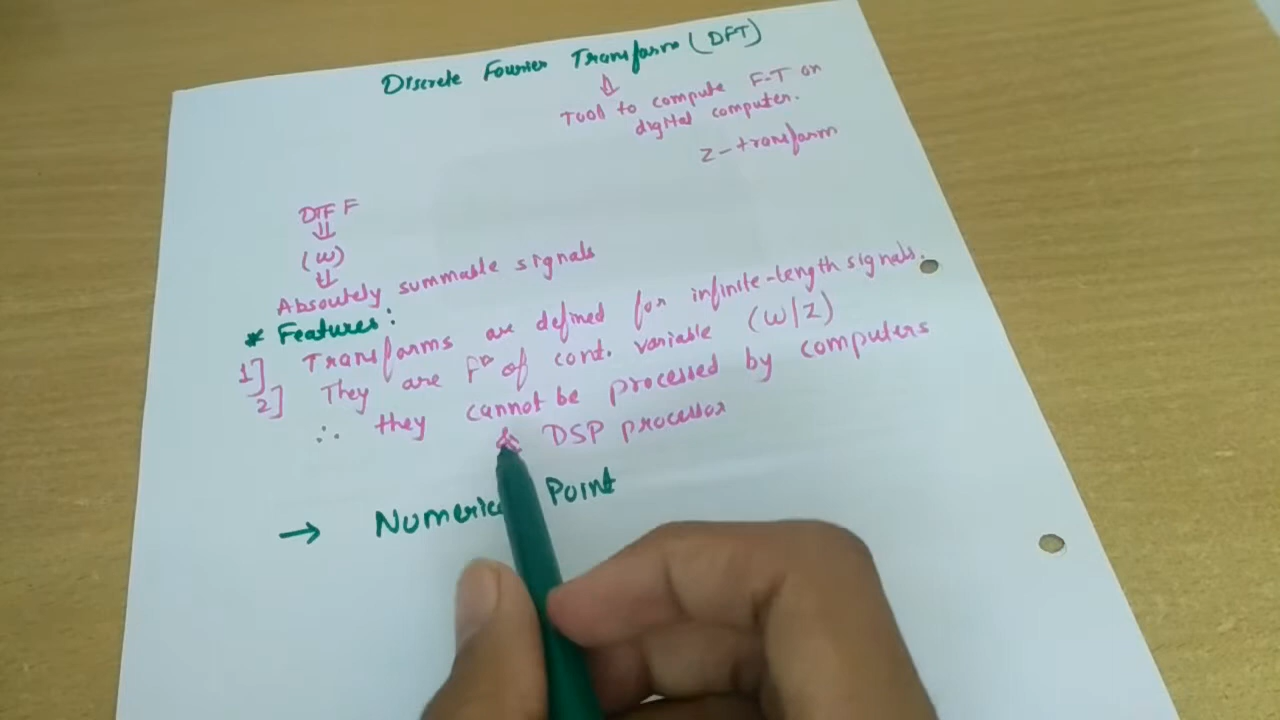 Discrete Fourier Transform (DFT)
⇓
Tool to compute F-T on
digital computer.
Z-transform
DTF F
⇓
(w)
⇓
Absoutely summable signals
* Features:
1] Transforms are defined for infinite-length signals.
2] They are Fⁿ of cont. variable (w/z)
∴ they cannot be processed by computers
& DSP processor
→ Numeric Point